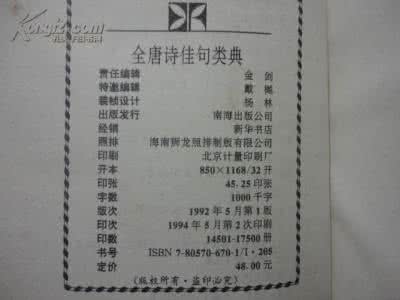 Kongfz.com
全唐诗佳句类典
责任编辑 金剑
特邀编辑 戴
装帧设计 杨林
出版发行 南海出版公司
经销 新华书店
照排 海南狮龙照排制版有限公司
印刷 北京计量印刷厂
开本 850×1168/32开
印张 45.25印张
字数 1000千字
版次 1992年5月第1版
印次 1994年5月第2次印刷
印数 14501-17500册
书号 ISBN 7-80570-670-1/I·205
定价 48.00元
(版权所有·盗印必究)